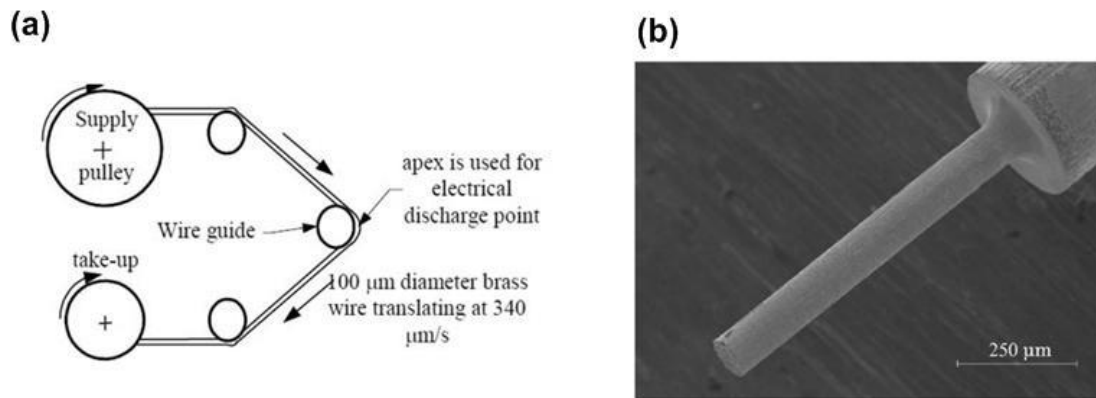 (a)
Supply
+
pulley
apex is used for
electrical
discharge point
Wire guide
take-up
+
100 μm diameter brass
wire translating at 340
μm/s
(b)
250 μm